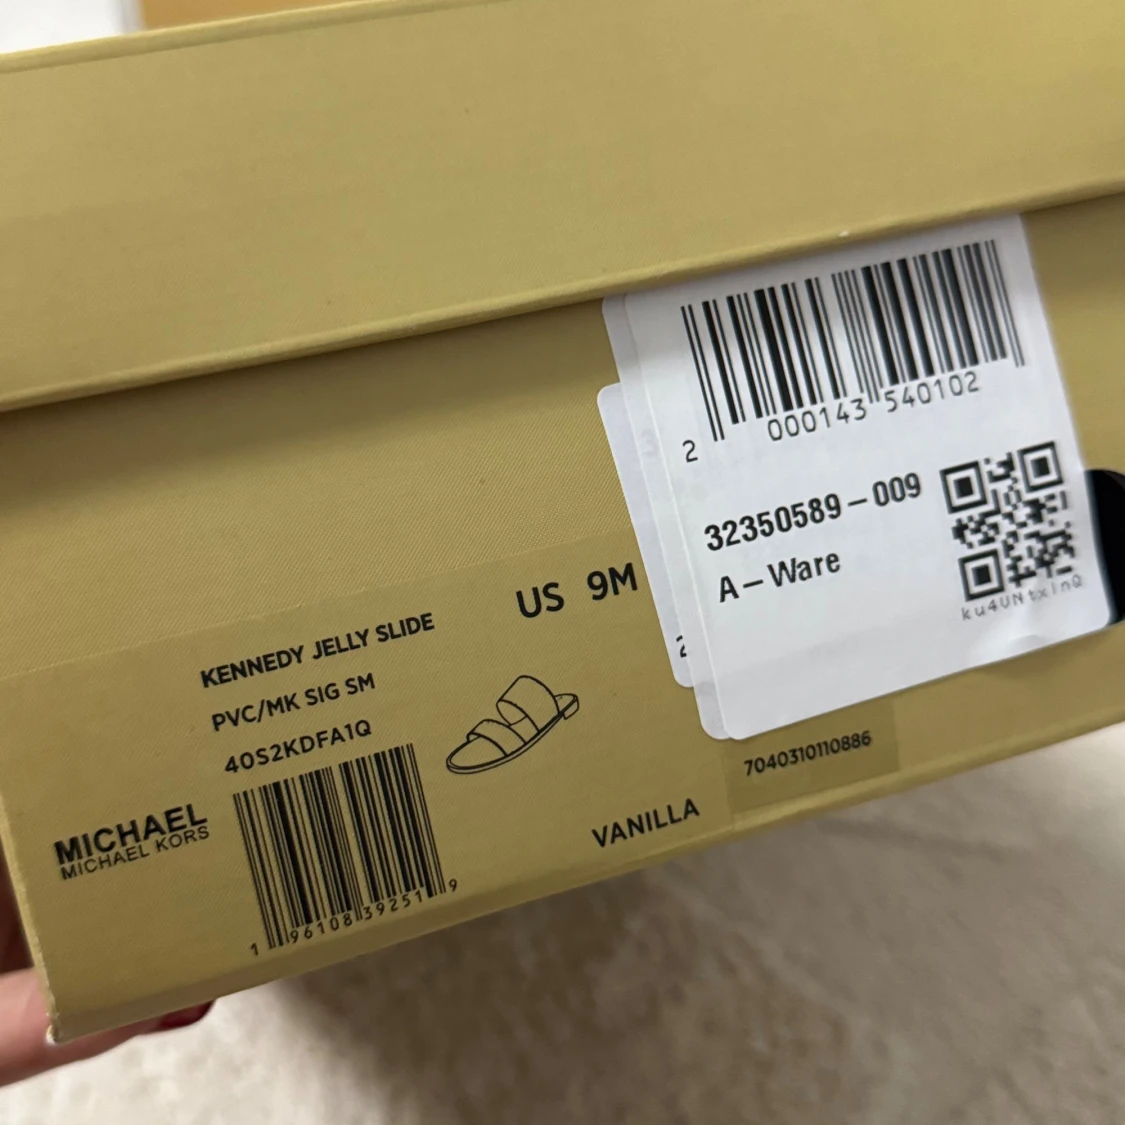 2 000143 540102
32350589-009
A-Ware
ku4UNtxlnQ
US 9M
KENNEDY JELLY SLIDE
PVC/MK SIG SM
40S2KDFA1Q
7040310110886
VANILLA
MICHAEL
MICHAEL KORS
1 96108 39251 9